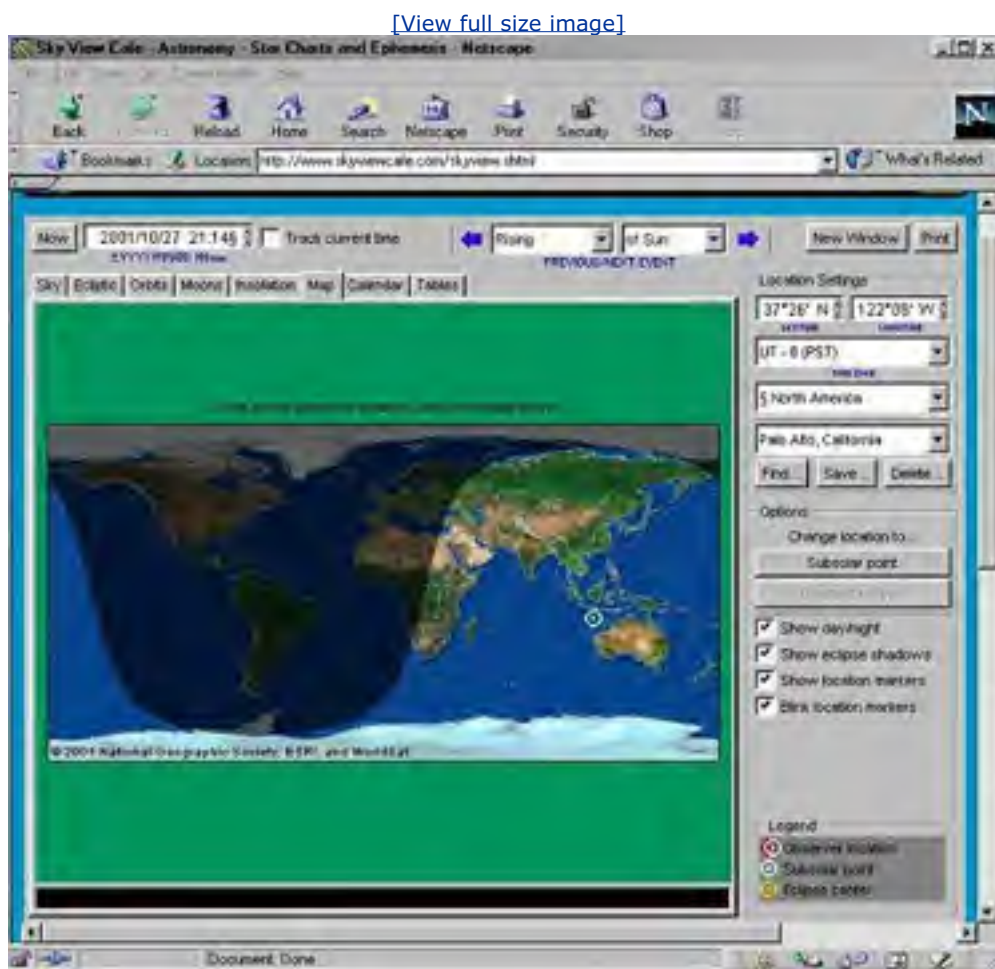 [View full size image]
Sky View Cafe - Astronomy - Star Charts and Ephemeris - Netscape
Back Reload Home Search Netscape Print Security Shop
Bookmarks Location: http://www.skyviewcafe.com/skyview.shtml What's Related
Now 2001/10/27 21:14§ Track current time Rising of Sun New Window Print
PREVIOUS/NEXT EVENT
Sky Ecliptic Orbits Moons Insolation Map Calendar Tables
Location Settings
37°26' N 122°08' W
LATITUDE LONGITUDE
UT - 8 (PST)
TIME ZONE
§ North America
Palo Alto, California
Find... Save... Delete...
Options
Change location to...
Subsolar point
Show day/night
Show eclipse shadows
Show location markers
Blink location markers
© 2001 National Geographic Society, ESRI, and WorldSat
Legend
Observer location
Subsolar point
Eclipse center
Document: Done